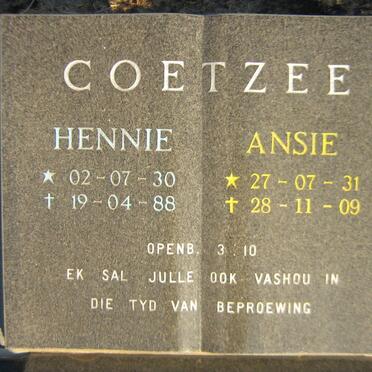 COETZEE
HENNIE ANSIE
★ 02-07-30 ★ 27-07-31
✝ 19-04-88 ✝ 28-11-09
OPENB. 3:10
EK SAL JULLE OOK VASHOU IN
DIE TYD VAN BEPROEWING